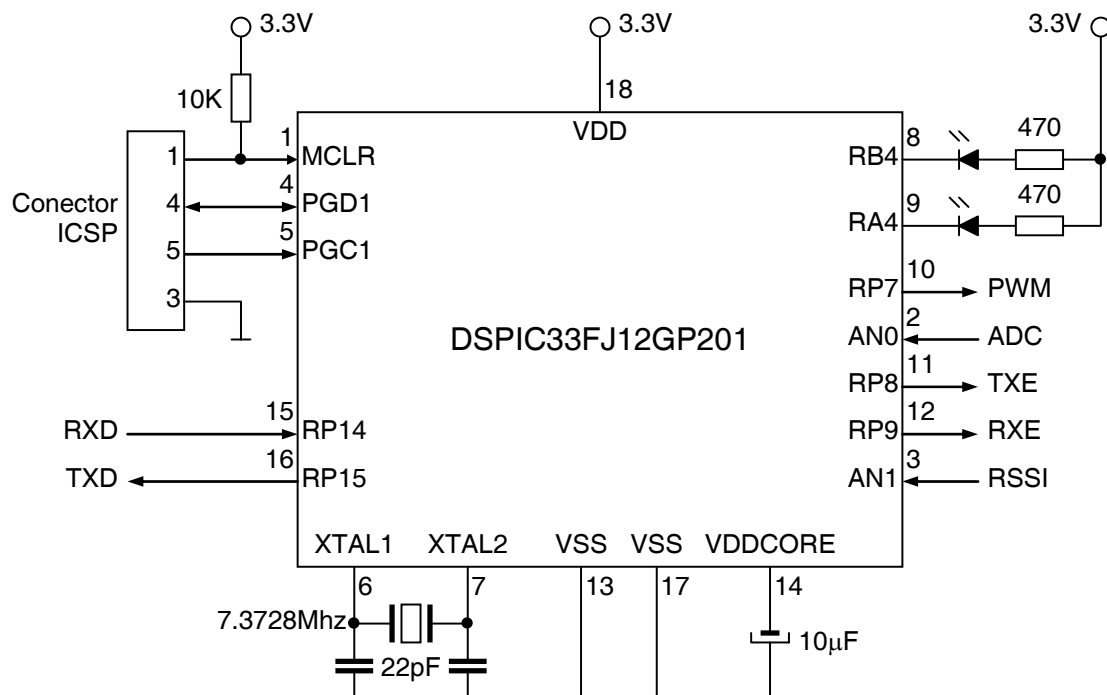 3.3V
3.3V
3.3V
10K
18
VDD
1
1
MCLR
4
4
PGD1
Conector
ICSP
5
5
PGC1
3
RB4
8
470
RA4
9
470
RP7
10
PWM
AN0
2
ADC
DSPIC33FJ12GP201
RP8
11
TXE
RXD
15
RP14
RP9
12
RXE
TXD
16
RP15
AN1
3
RSSI
XTAL1
XTAL2
VSS
VSS
VDDCORE
6
7
13
17
14
7.3728Mhz
22pF
10µF